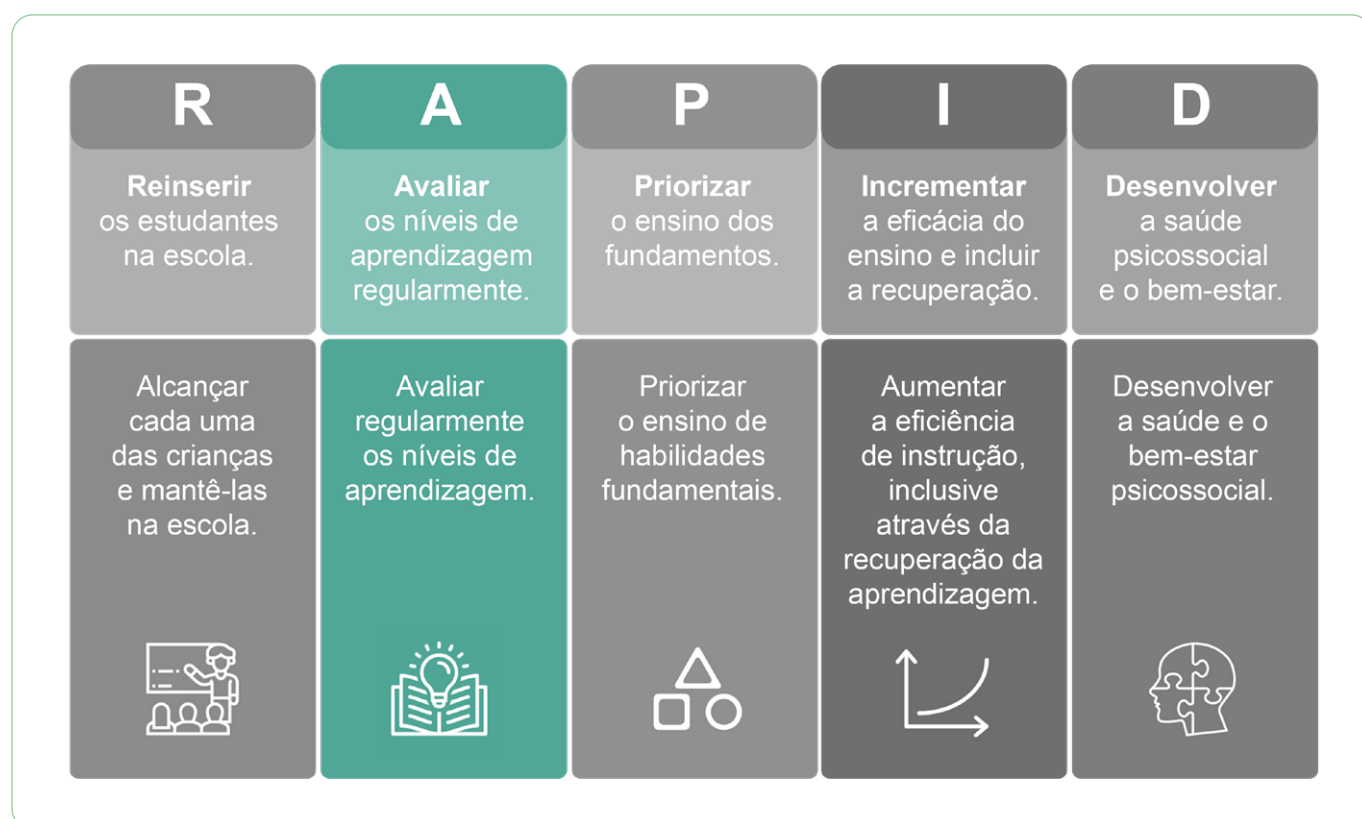 R
Reinserir
os estudantes
na escola.
Alcançar
cada uma
das crianças
e mantê-las
na escola.
A
Avaliar
os níveis de
aprendizagem
regularmente.
Avaliar
regularmente
os níveis de
aprendizagem.
P
Priorizar
o ensino dos
fundamentos.
Priorizar
o ensino de
habilidades
fundamentais.
I
Incrementar
a eficácia do
ensino e incluir
a recuperação.
Aumentar
a eficiência
de instrução,
inclusive
através da
recuperação da
aprendizagem.
D
Desenvolver
a saúde
psicossocial
e o bem-estar.
Desenvolver
a saúde e o
bem-estar
psicossocial.